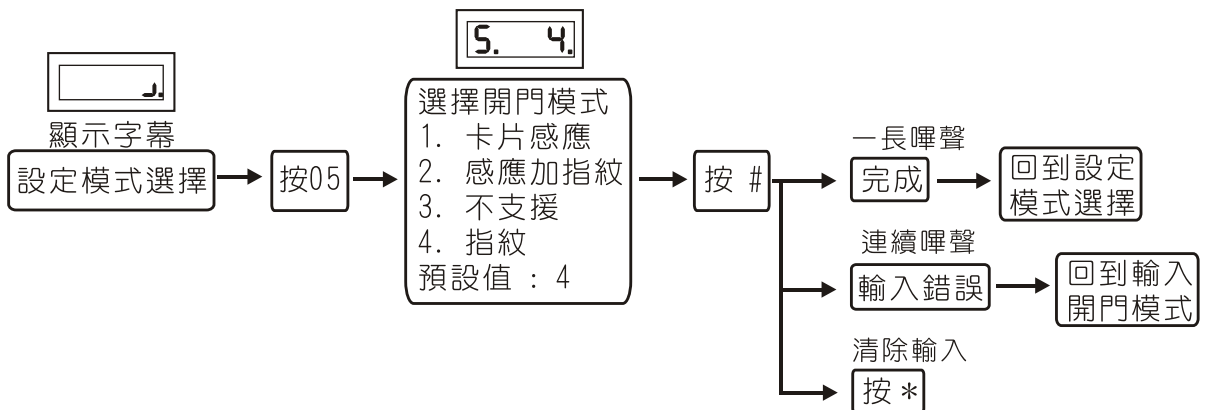 5. 4.
顯示字幕
設定模式選擇
按05
選擇開門模式
1. 卡片感應
2. 感應加指紋
3. 不支援
4. 指紋
預設值 : 4
按 #
一長嗶聲
完成
回到設定
模式選擇
連續嗶聲
輸入錯誤
回到輸入
開門模式
清除輸入
按 *